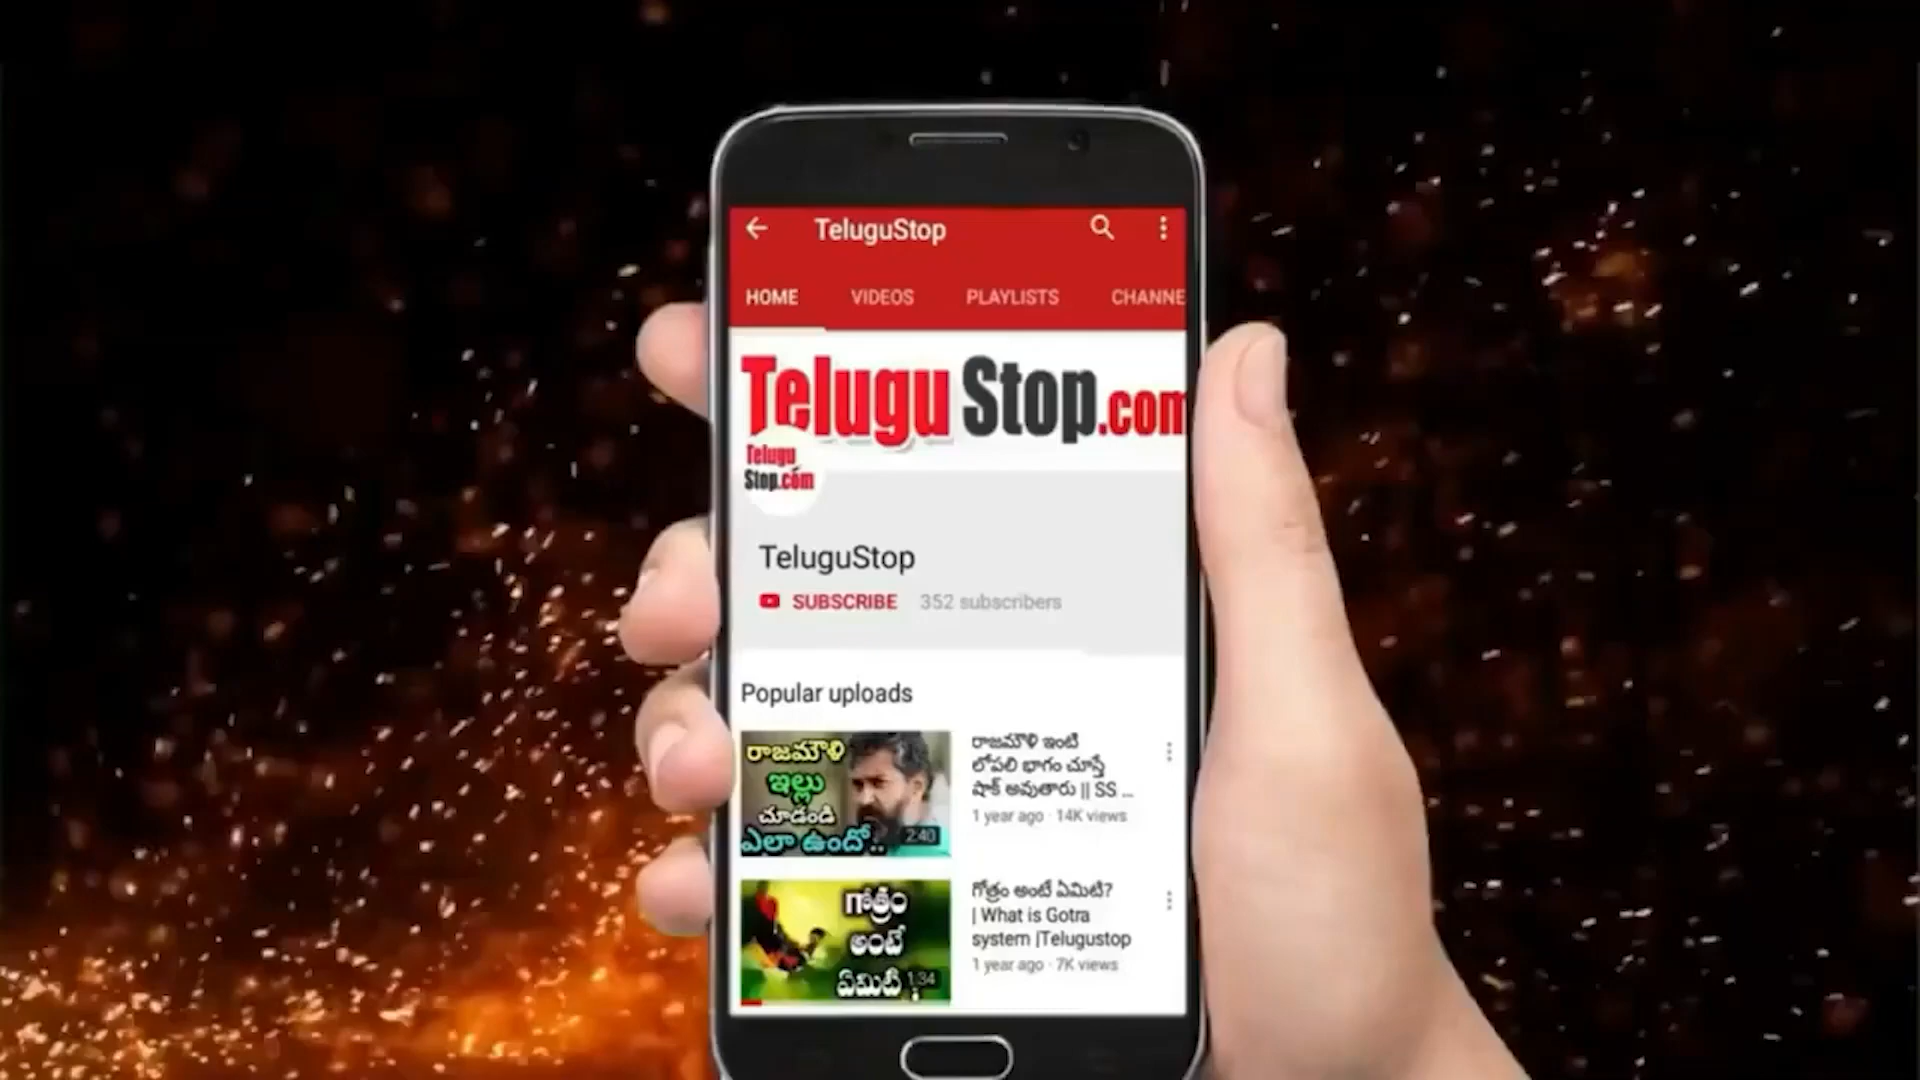 TeluguStop
HOME VIDEOS PLAYLISTS CHANNE
Telugu Stop.com
Telugu
Stop.com
TeluguStop
SUBSCRIBE 352 subscribers
Popular uploads
రాజమౌళి
ఇల్లు
చూడండి
ఎలా ఉందో..
2:40
రాజమౌళి ఇంటి
లోపలి భాగం చూస్తే
షాక్ అవుతారు || SS ...
1 year ago · 14K views
గోత్రం
అంటే
ఏమిటి
1:34
గోత్రం అంటే ఏమిటి?
| What is Gotra
system |Telugustop
1 year ago · 7K views